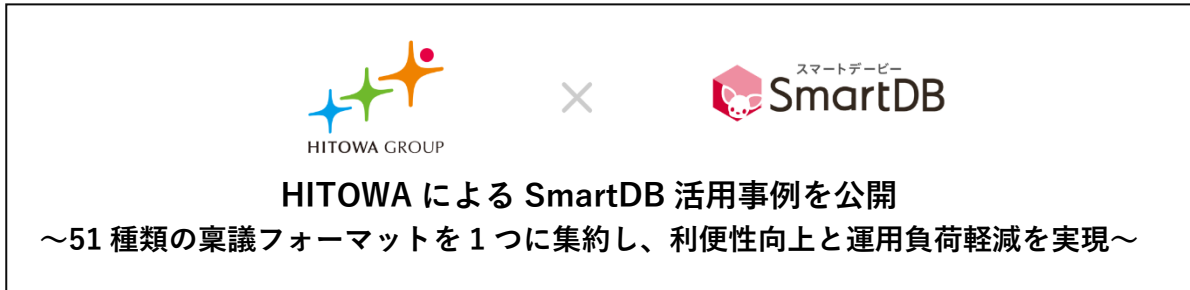 HITOWA GROUP
×
スマートデービー
SmartDB
HITOWA による SmartDB 活用事例を公開
～51 種類の稟議フォーマットを 1 つに集約し、利便性向上と運用負荷軽減を実現～